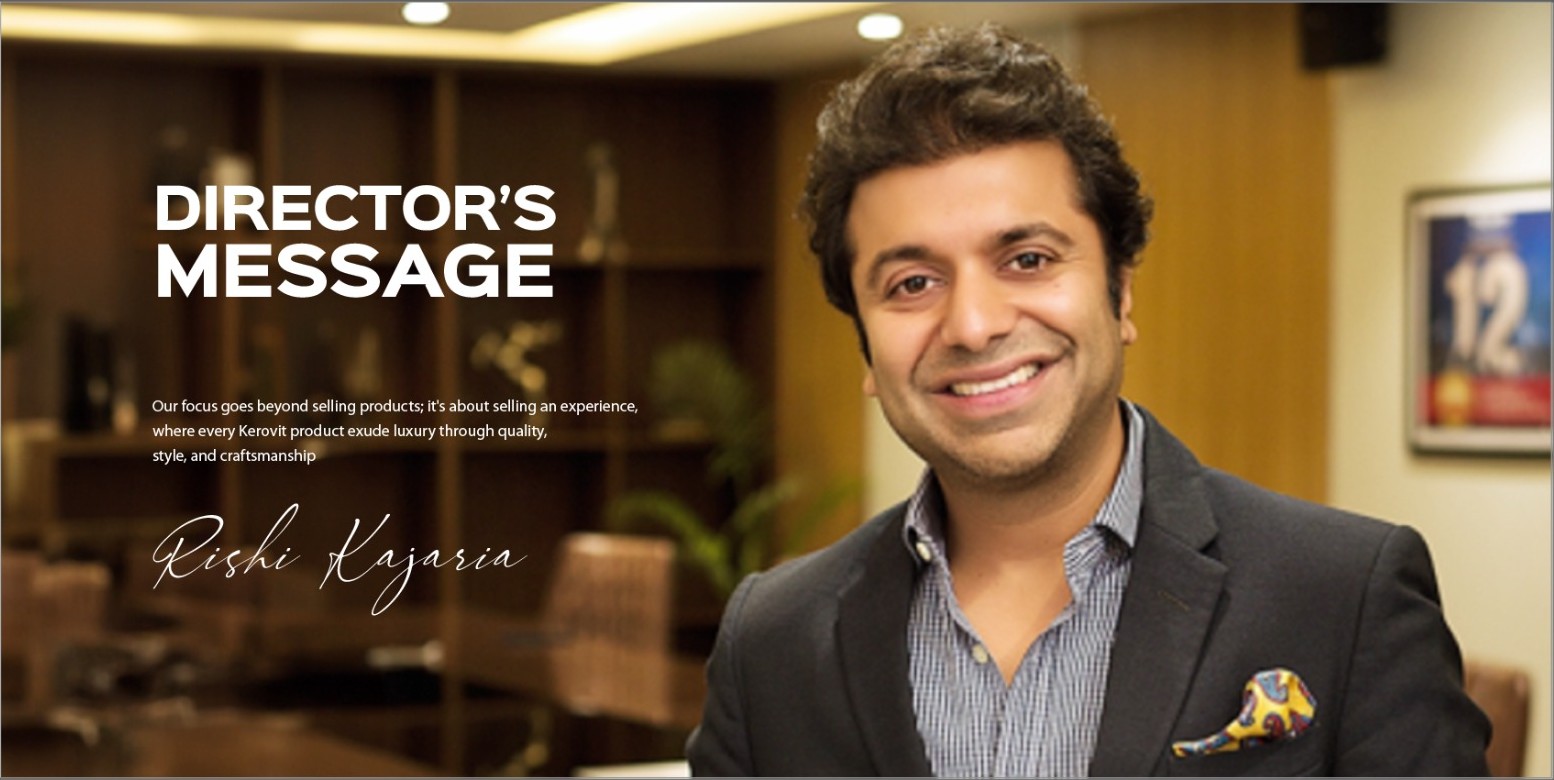 DIRECTOR’S
MESSAGE
Our focus goes beyond selling products; it's about selling an experience,
where every Kerovit product exude luxury through quality,
style, and craftsmanship
Rishi Kajaria
12